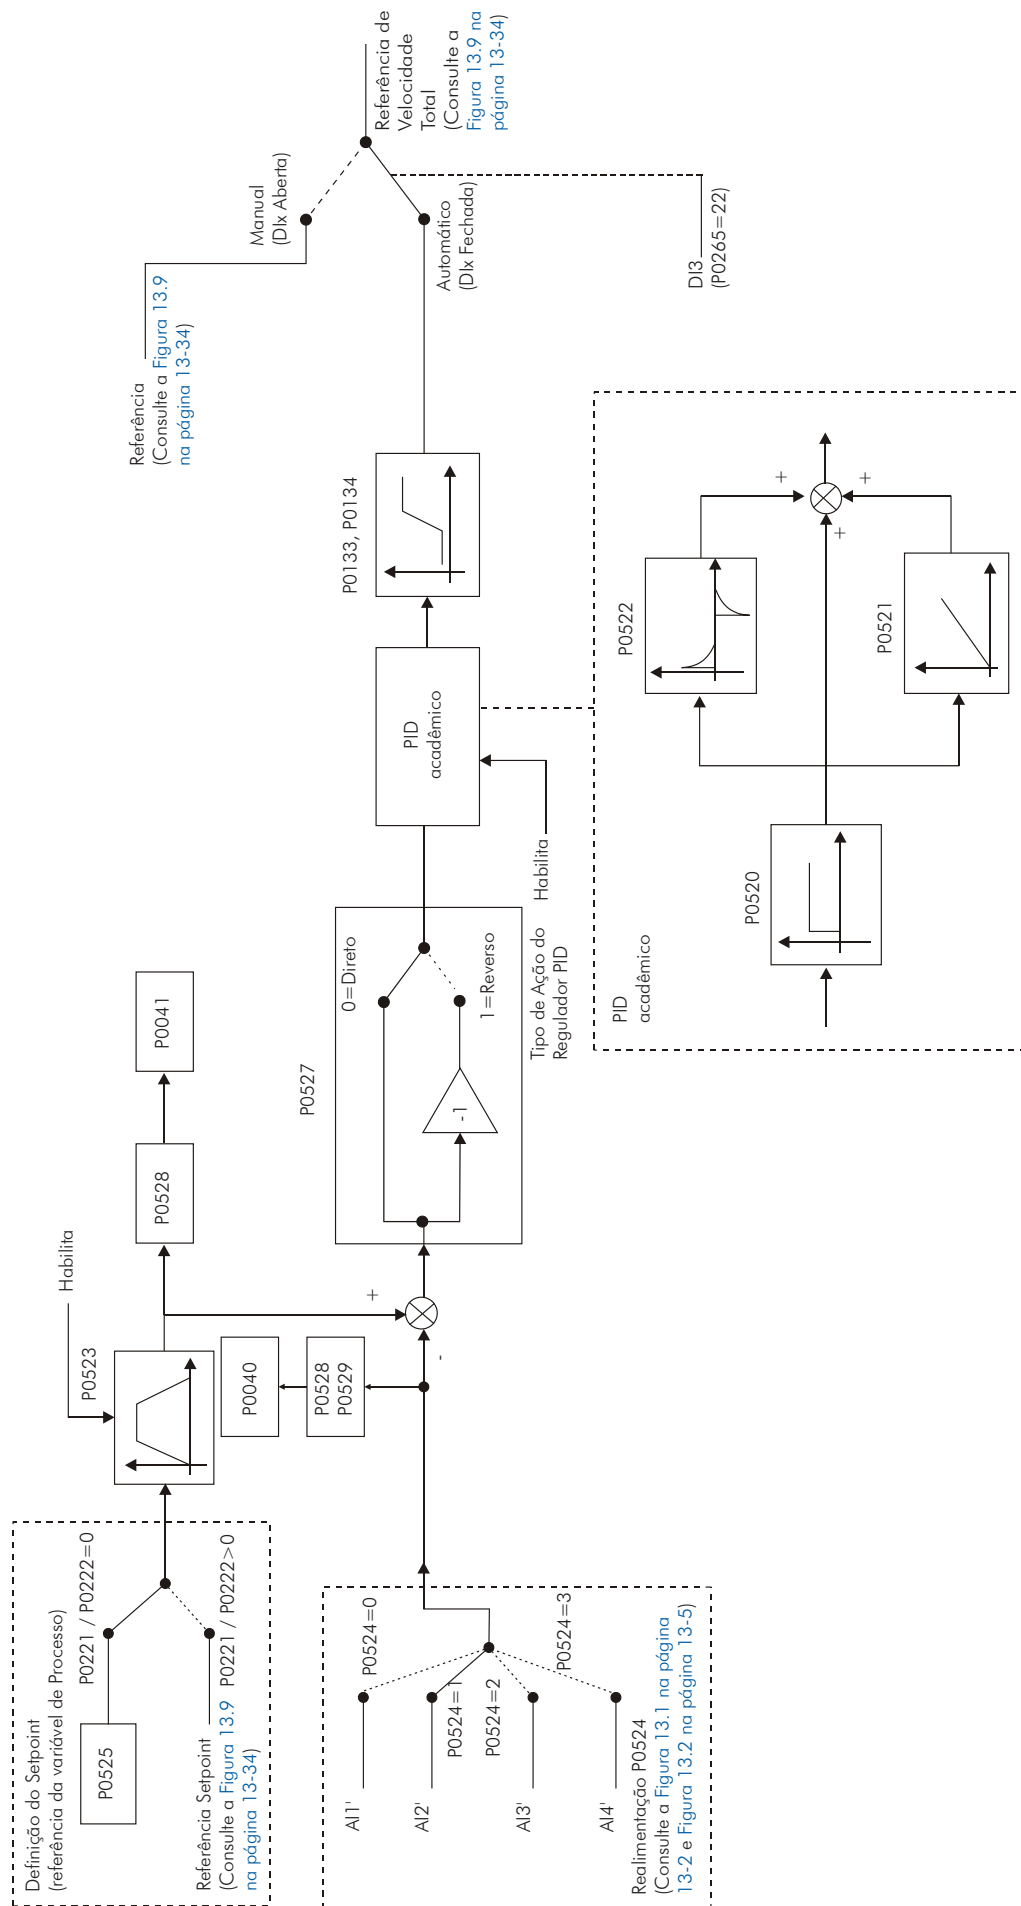 Definição do Setpoint
(referência da variável de Processo)
P0525
P0221 / P0222=0
Referência Setpoint
(Consulte a Figura 13.9
na página 13-34)
P0221 / P0222>0
P0523
Habilita
P0528
P0041
P0040
P0528
P0529
+
-
AI1'
AI2'
AI3'
AI4'
P0524=0
P0524=1
P0524=2
P0524=3
Realimentação P0524
(Consulte a Figura 13.1 na página
13-2 e Figura 13.2 na página 13-5)
P0527
0=Direto
-1
1=Reverso
Tipo de Ação do
Regulador PID
Habilita
PID
acadêmico
P0133, P0134
Referência
(Consulte a Figura 13.9
na página 13-34)
Manual
(DIx Aberta)
Automático
(DIx Fechada)
Referência de
Velocidade
Total
(Consulte a
Figura 13.9 na
página 13-34)
DI3
(P0265=22)
PID
acadêmico
P0520
P0522
P0521
+
+
+